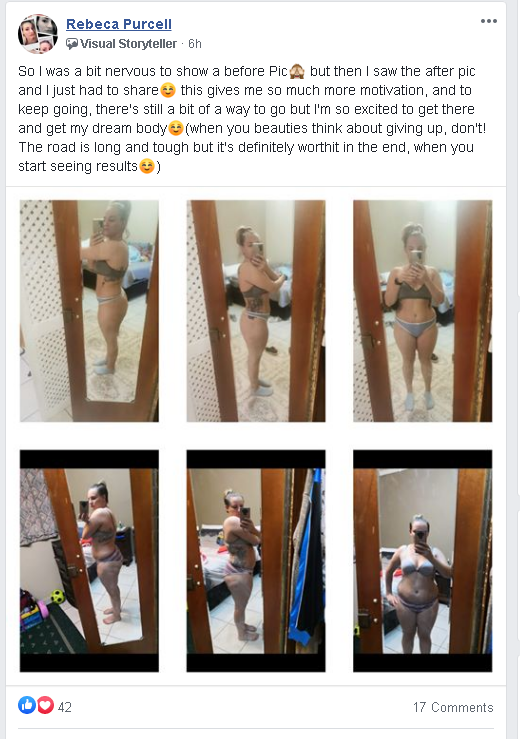 Rebeca Purcell
Visual Storyteller · 6h
So I was a bit nervous to show a before Pic🙈 but then I saw the after pic
and I just had to share😊 this gives me so much more motivation, and to
keep going, there's still a bit of a way to go but I'm so excited to get there
and get my dream body😊(when you beauties think about giving up, don't!
The road is long and tough but it's definitely worthit in the end, when you
start seeing results😊)
42
17 Comments